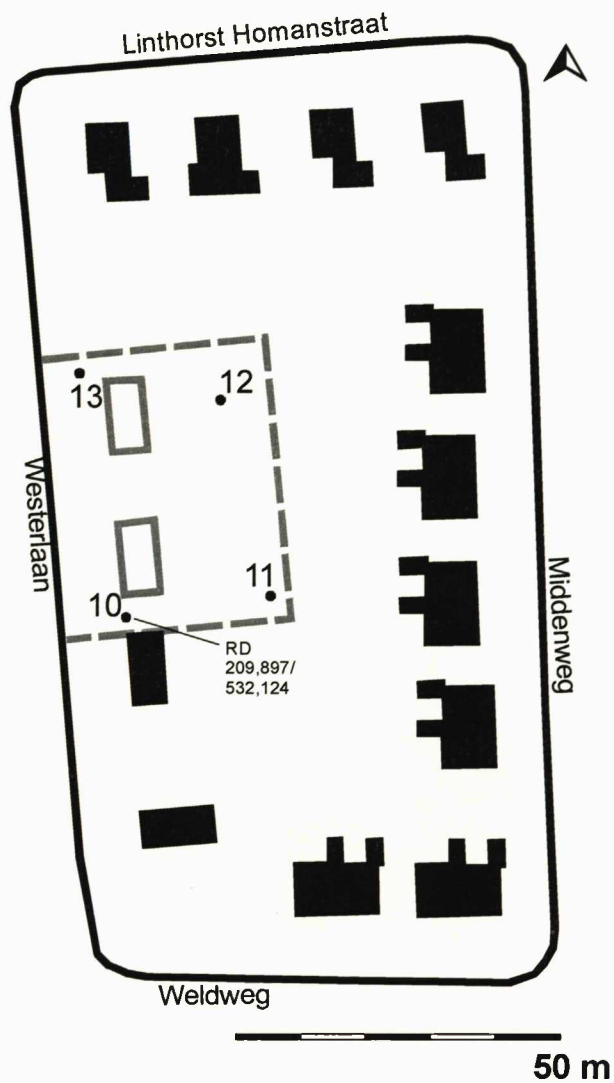 Linthorst Homanstraat
12
13
Westerlaan
11
10
Middenweg
RD
209,897/
532,124
Weldweg
50 m